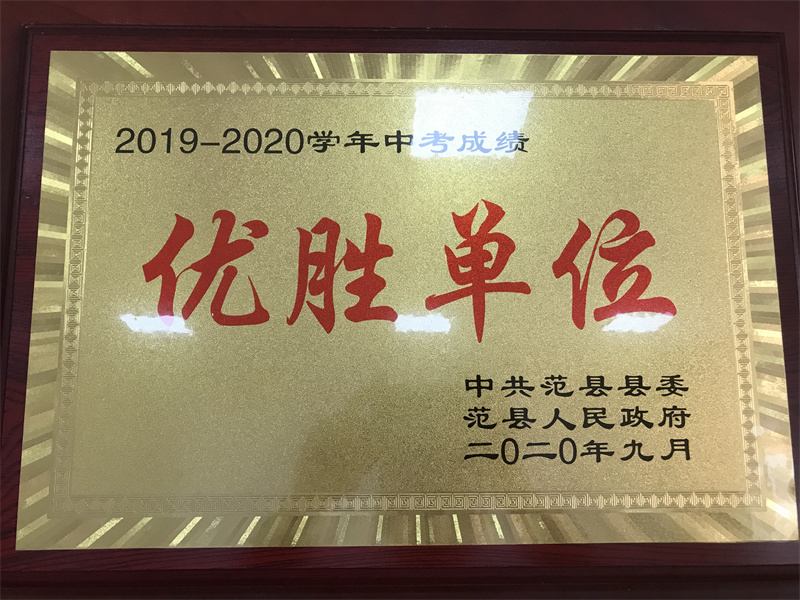 2019-2020学年中考成绩
优胜单位
中共范县县委
范县人民政府
二0二0年九月